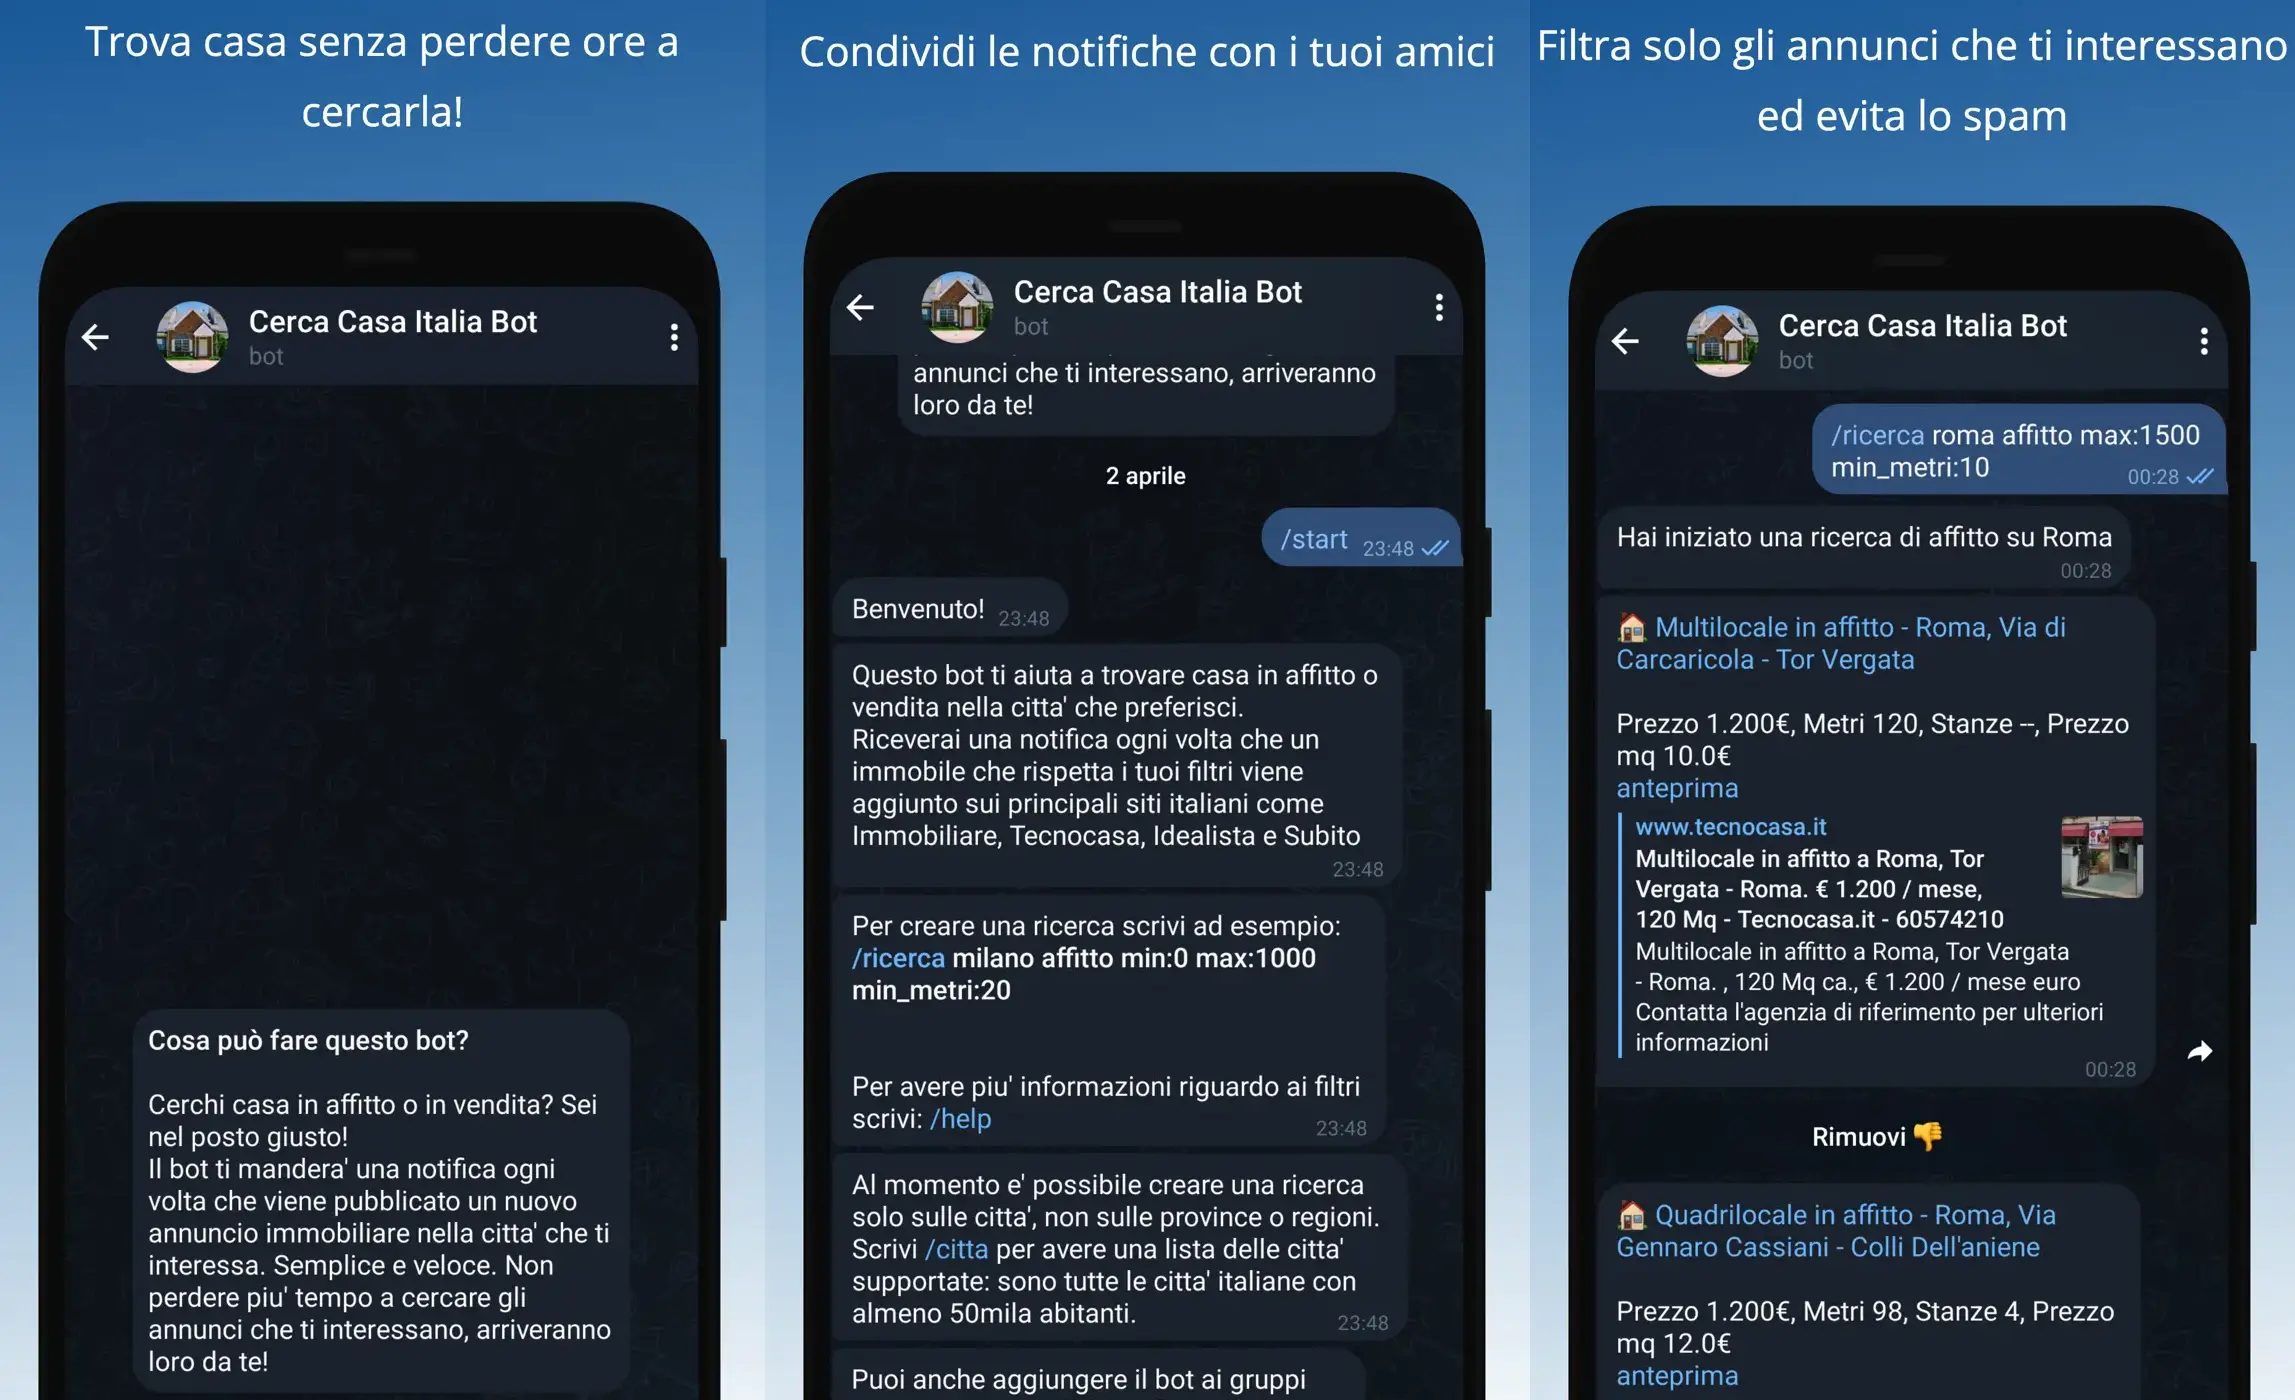 Trova casa senza perdere ore a
cercarla!
Cerca Casa Italia Bot
bot
Cosa può fare questo bot?
Cerchi casa in affitto o in vendita? Sei
nel posto giusto!
Il bot ti mandera' una notifica ogni
volta che viene pubblicato un nuovo
annuncio immobiliare nella citta' che ti
interessa. Semplice e veloce. Non
perdere piu' tempo a cercare gli
annunci che ti interessano, arriveranno
loro da te!
Condividi le notifiche con i tuoi amici
Cerca Casa Italia Bot
bot
annunci che ti interessano, arriveranno
loro da te!
2 aprile
/start 23:48
Benvenuto! 23:48
Questo bot ti aiuta a trovare casa in affitto o
vendita nella citta' che preferisci.
Riceverai una notifica ogni volta che un
immobile che rispetta i tuoi filtri viene
aggiunto sui principali siti italiani come
Immobiliare, Tecnocasa, Idealista e Subito
23:48
Per creare una ricerca scrivi ad esempio:
/ricerca milano affitto min:0 max:1000
min_metri:20
Per avere piu' informazioni riguardo ai filtri
scrivi: /help 23:48
Al momento e' possibile creare una ricerca
solo sulle citta', non sulle province o regioni.
Scrivi /citta per avere una lista delle citta'
supportate: sono tutte le citta' italiane con
almeno 50mila abitanti. 23:48
Puoi anche aggiungere il bot ai gruppi
Filtra solo gli annunci che ti interessano
ed evita lo spam
Cerca Casa Italia Bot
bot
/ricerca roma affitto max:1500
min_metri:10 00:28
Hai iniziato una ricerca di affitto su Roma
00:28
🏠 Multilocale in affitto - Roma, Via di
Carcaricola - Tor Vergata
Prezzo 1.200€, Metri 120, Stanze --, Prezzo
mq 10.0€
anteprima
www.tecnocasa.it
Multilocale in affitto a Roma, Tor
Vergata - Roma. € 1.200 / mese,
120 Mq - Tecnocasa.it - 60574210
Multilocale in affitto a Roma, Tor Vergata
- Roma. , 120 Mq ca., € 1.200 / mese euro
Contatta l'agenzia di riferimento per ulteriori
informazioni
00:28
Rimuovi 👎
🏠 Quadrilocale in affitto - Roma, Via
Gennaro Cassiani - Colli Dell'aniene
Prezzo 1.200€, Metri 98, Stanze 4, Prezzo
mq 12.0€
anteprima